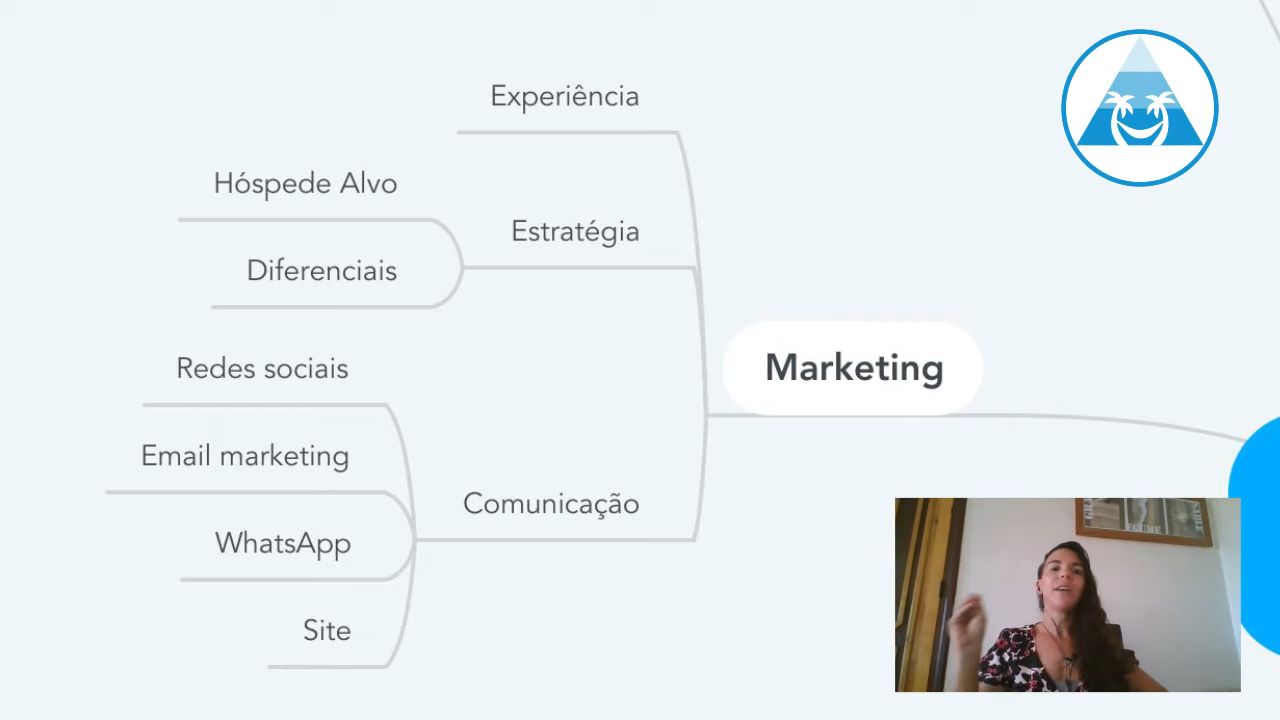 Experiência
Hóspede Alvo
Estratégia
Diferenciais
Redes sociais
Marketing
Email marketing
Comunicação
WhatsApp
Site